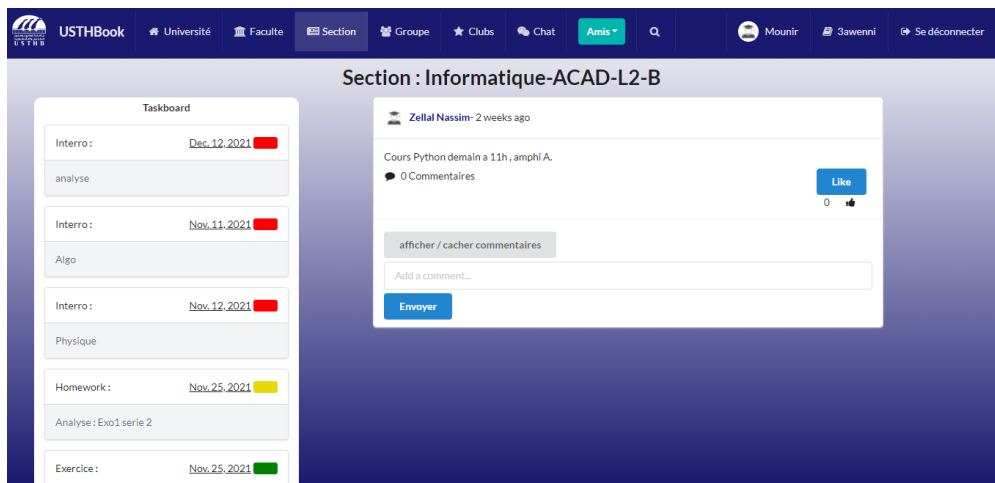 USTHB
USTHBook
Université
Faculte
Section
Groupe
Clubs
Chat
Amis
Mounir
3awenni
Se déconnecter
Section : Informatique-ACAD-L2-B
Taskboard
Interro : Dec. 12, 2021
analyse
Interro : Nov. 11, 2021
Algo
Interro : Nov. 12, 2021
Physique
Homework : Nov. 25, 2021
Analyse : Exo1 serie 2
Exercice : Nov. 25, 2021
Zellal Nassim- 2 weeks ago
Cours Python demain a 11h , amphi A.
0 Commentaires
Like
0
afficher / cacher commentaires
Add a comment...
Envoyer